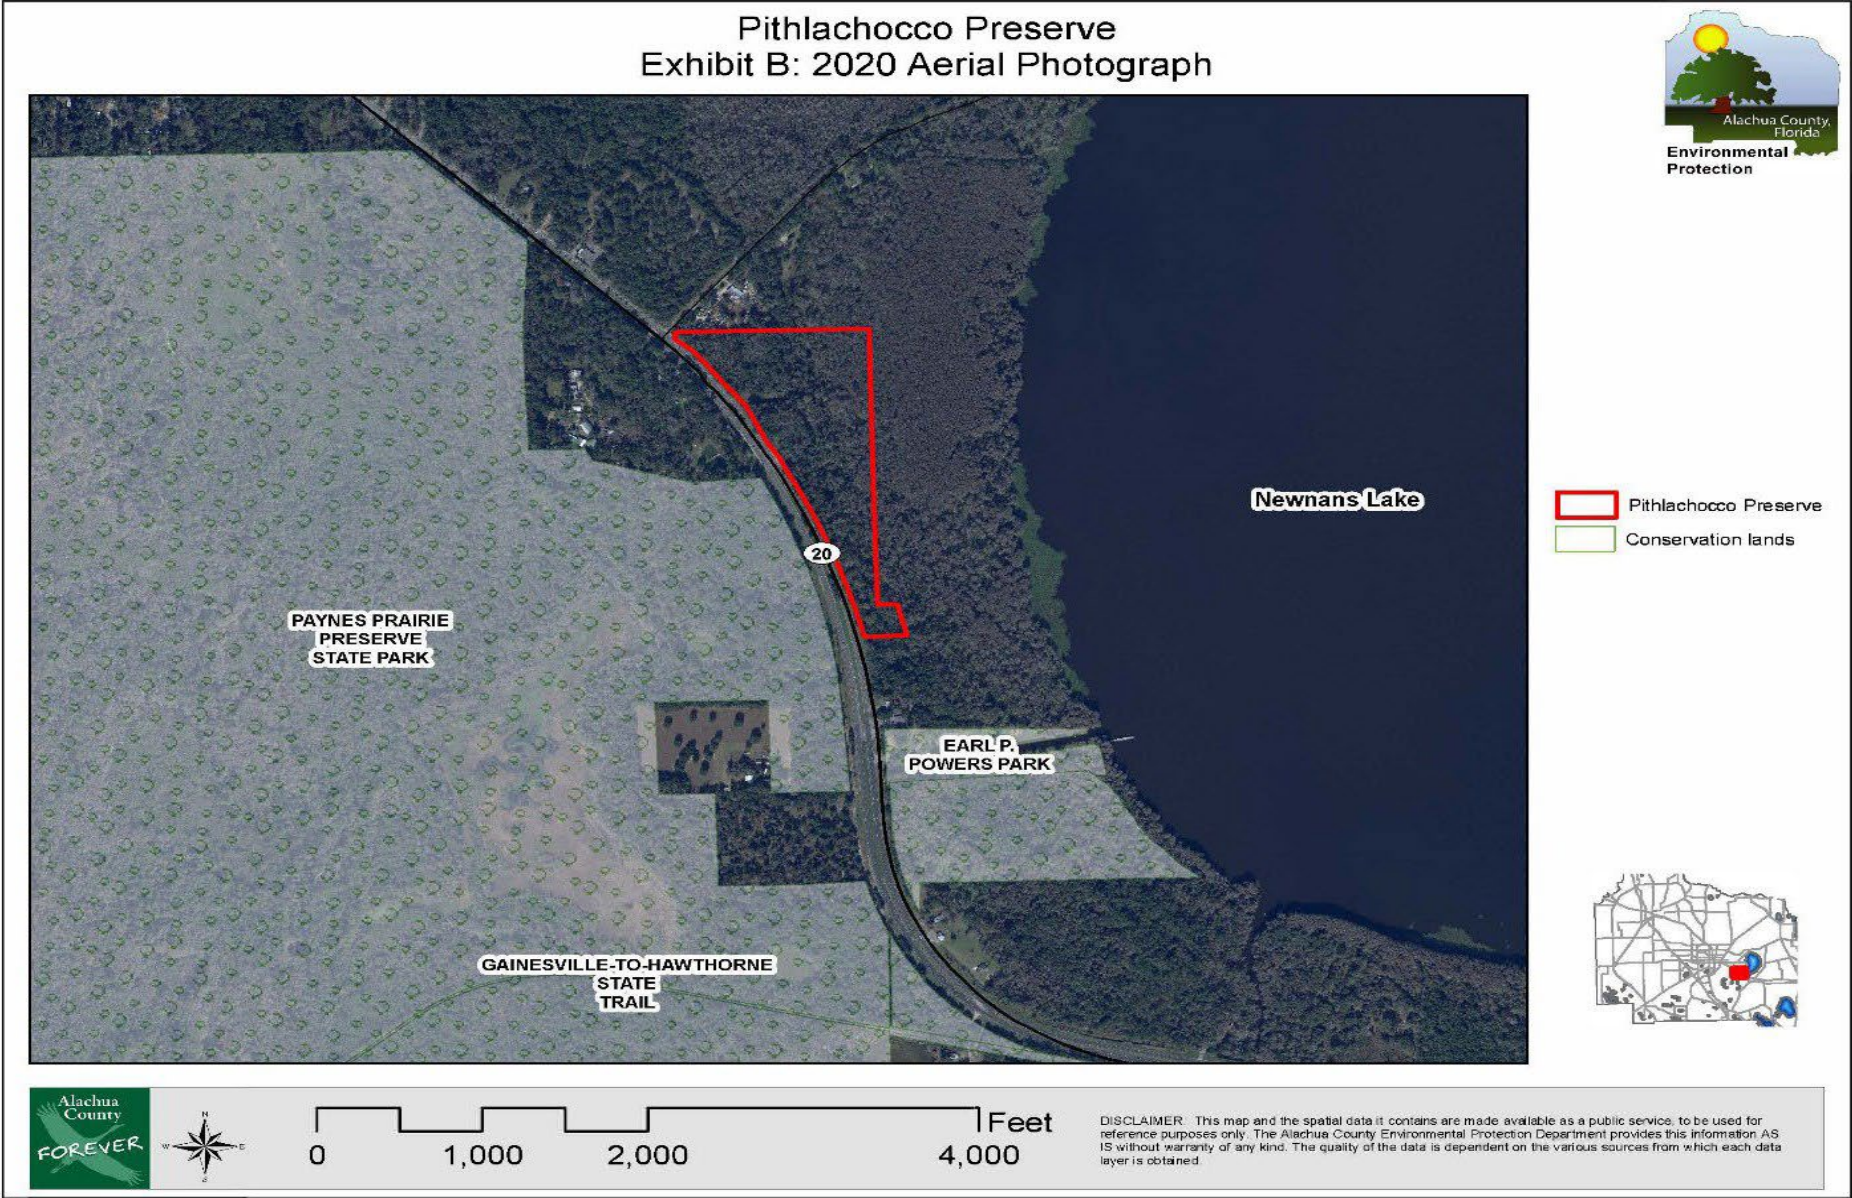 Pithlachocco Preserve
Exhibit B: 2020 Aerial Photograph
Alachua County,
Florida
Environmental
Protection
Newnans Lake
Pithlachocco Preserve
Conservation lands
20
PAYNES PRAIRIE
PRESERVE
STATE PARK
EARL P.
POWERS PARK
GAINESVILLE-TO-HAWTHORNE
STATE
TRAIL
Alachua
County
FOREVER
N
W
E
S
Feet
0
1,000
2,000
4,000
DISCLAIMER: This map and the spatial data it contains are made available as a public service, to be used for
reference purposes only. The Alachua County Environmental Protection Department provides this information AS
IS without warranty of any kind. The quality of the data is dependent on the various sources from which each data
layer is obtained.